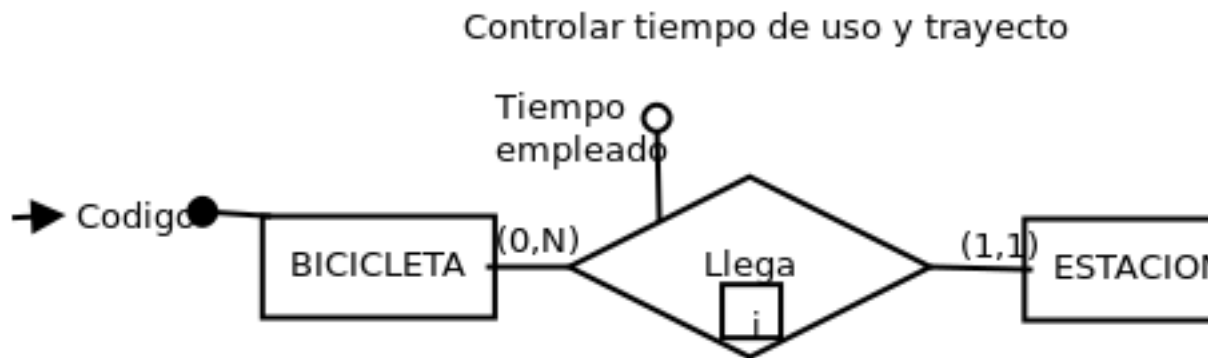 Controlar tiempo de uso y trayecto
Tiempo
empleado
Codigo
(0,N)
(1,1)
BICICLETA
Llega
ESTACION
i